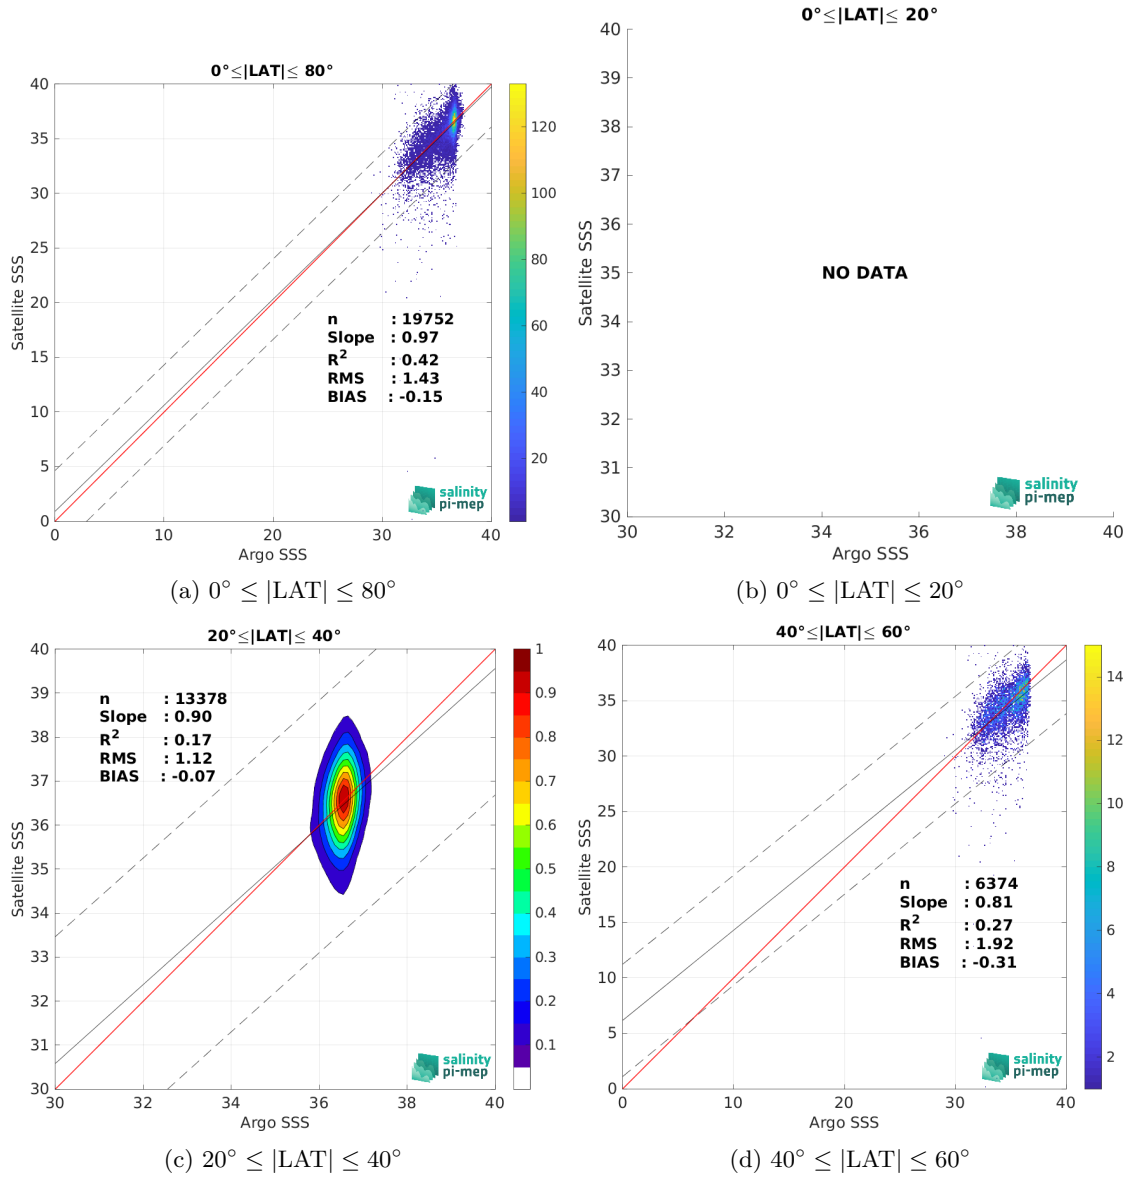 0°≤|LAT|≤ 80°
40
35
30
25
20
15
10
5
0
Satellite SSS
n : 19752
Slope : 0.97
R² : 0.42
RMS : 1.43
BIAS : -0.15
salinity
pi-mep
0 10 20 30 40
Argo SSS
120
100
80
60
40
20
(a) 0° ≤ |LAT| ≤ 80°
0°≤|LAT|≤ 20°
40
39
38
37
36
35
34
33
32
31
30
Satellite SSS
NO DATA
salinity
pi-mep
30 32 34 36 38 40
Argo SSS
(b) 0° ≤ |LAT| ≤ 20°
20°≤|LAT|≤ 40°
40
39
38
37
36
35
34
33
32
31
30
Satellite SSS
n : 13378
Slope : 0.90
R² : 0.17
RMS : 1.12
BIAS : -0.07
salinity
pi-mep
30 32 34 36 38 40
Argo SSS
1
0.9
0.8
0.7
0.6
0.5
0.4
0.3
0.2
0.1
(c) 20° ≤ |LAT| ≤ 40°
40°≤|LAT|≤ 60°
40
35
30
25
20
15
10
5
0
Satellite SSS
n : 6374
Slope : 0.81
R² : 0.27
RMS : 1.92
BIAS : -0.31
salinity
pi-mep
0 10 20 30 40
Argo SSS
14
12
10
8
6
4
2
(d) 40° ≤ |LAT| ≤ 60°